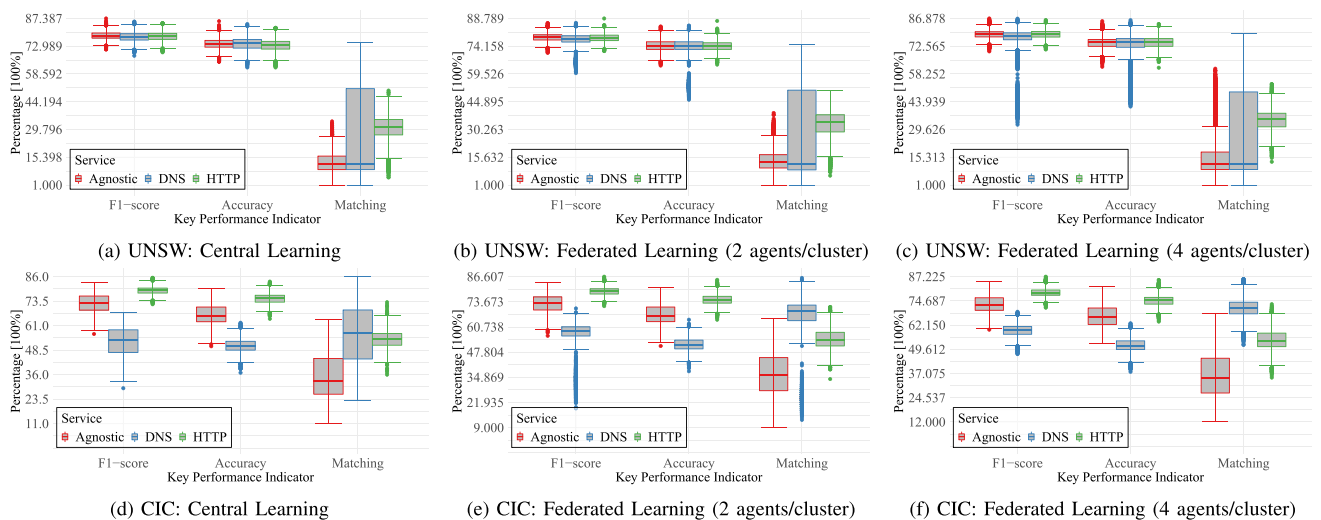 87.387
72.989
58.592
44.194
29.796
15.398
1.000
Percentage [100%]
Service
Agnostic DNS HTTP
F1−score Accuracy Matching
Key Performance Indicator
(a) UNSW: Central Learning
88.789
74.158
59.526
44.895
30.263
15.632
1.000
Percentage [100%]
Service
Agnostic DNS HTTP
F1−score Accuracy Matching
Key Performance Indicator
(b) UNSW: Federated Learning (2 agents/cluster)
86.878
72.565
58.252
43.939
29.626
15.313
1.000
Percentage [100%]
Service
Agnostic DNS HTTP
F1−score Accuracy Matching
Key Performance Indicator
(c) UNSW: Federated Learning (4 agents/cluster)
86.0
73.5
61.0
48.5
36.0
23.5
11.0
Percentage [100%]
Service
Agnostic DNS HTTP
F1−score Accuracy Matching
Key Performance Indicator
(d) CIC: Central Learning
86.607
73.673
60.738
47.804
34.869
21.935
9.000
Percentage [100%]
Service
Agnostic DNS HTTP
F1−score Accuracy Matching
Key Performance Indicator
(e) CIC: Federated Learning (2 agents/cluster)
87.225
74.687
62.150
49.612
37.075
24.537
12.000
Percentage [100%]
Service
Agnostic DNS HTTP
F1−score Accuracy Matching
Key Performance Indicator
(f) CIC: Federated Learning (4 agents/cluster)